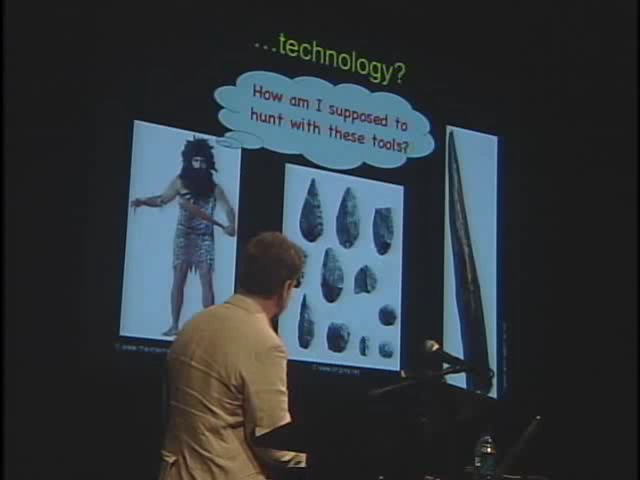 ...technology?
How am I supposed to
hunt with these tools?